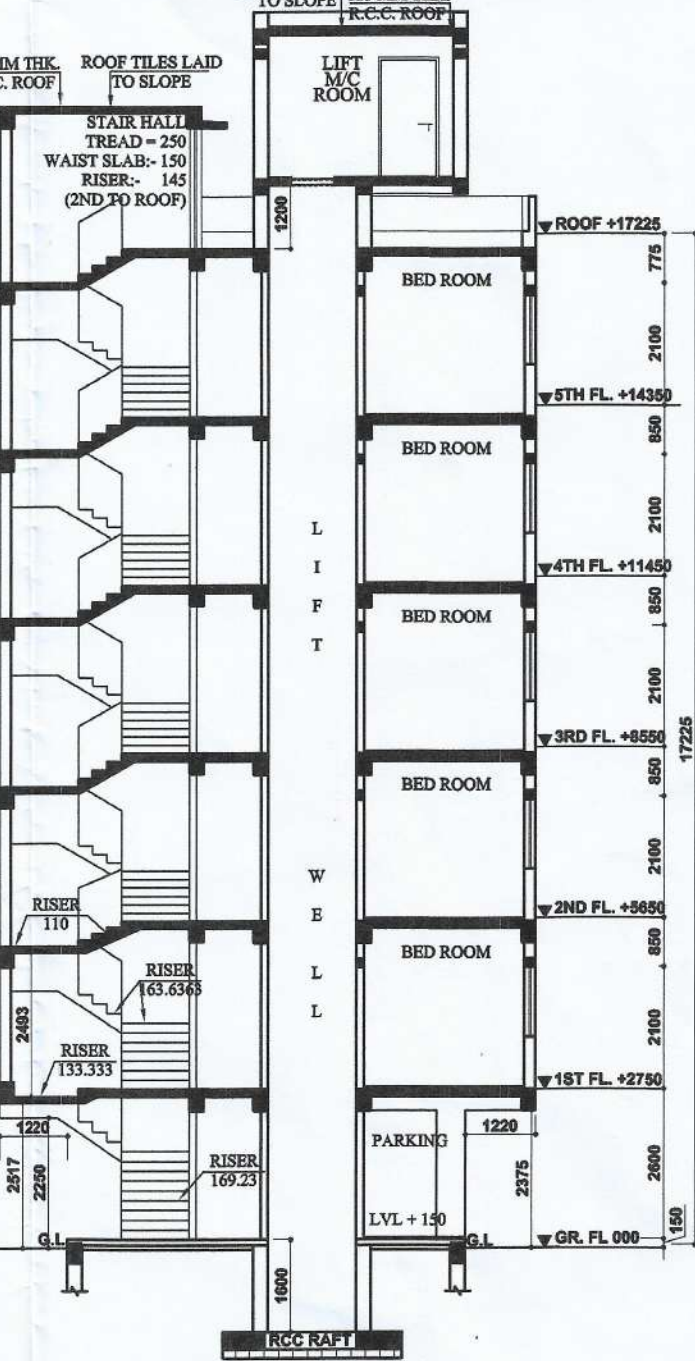 TO SLOPE
R.C.C. ROOF
THK.
ROOF
ROOF TILES LAID
TO SLOPE
LIFT
M/C
ROOM
STAIR HALL
TREAD = 250
WAIST SLAB:- 150
RISER:- 145
(2ND TO ROOF)
1200
ROOF +17225
775
BED ROOM
2100
5TH FL. +14350
850
BED ROOM
2100
4TH FL. +11450
850
BED ROOM
2100
3RD FL. +8550
850
17225
BED ROOM
2100
2ND FL. +5650
850
BED ROOM
2100
1ST FL. +2750
LIFT
WELL
RISER
110
RISER
163.6363
2493
RISER
133.333
1220
2517
2250
RISER
169.23
PARKING
1220
2375
2600
LVL + 150
150
G.L
G.L
GR. FL 000
1600
RCC RAFT